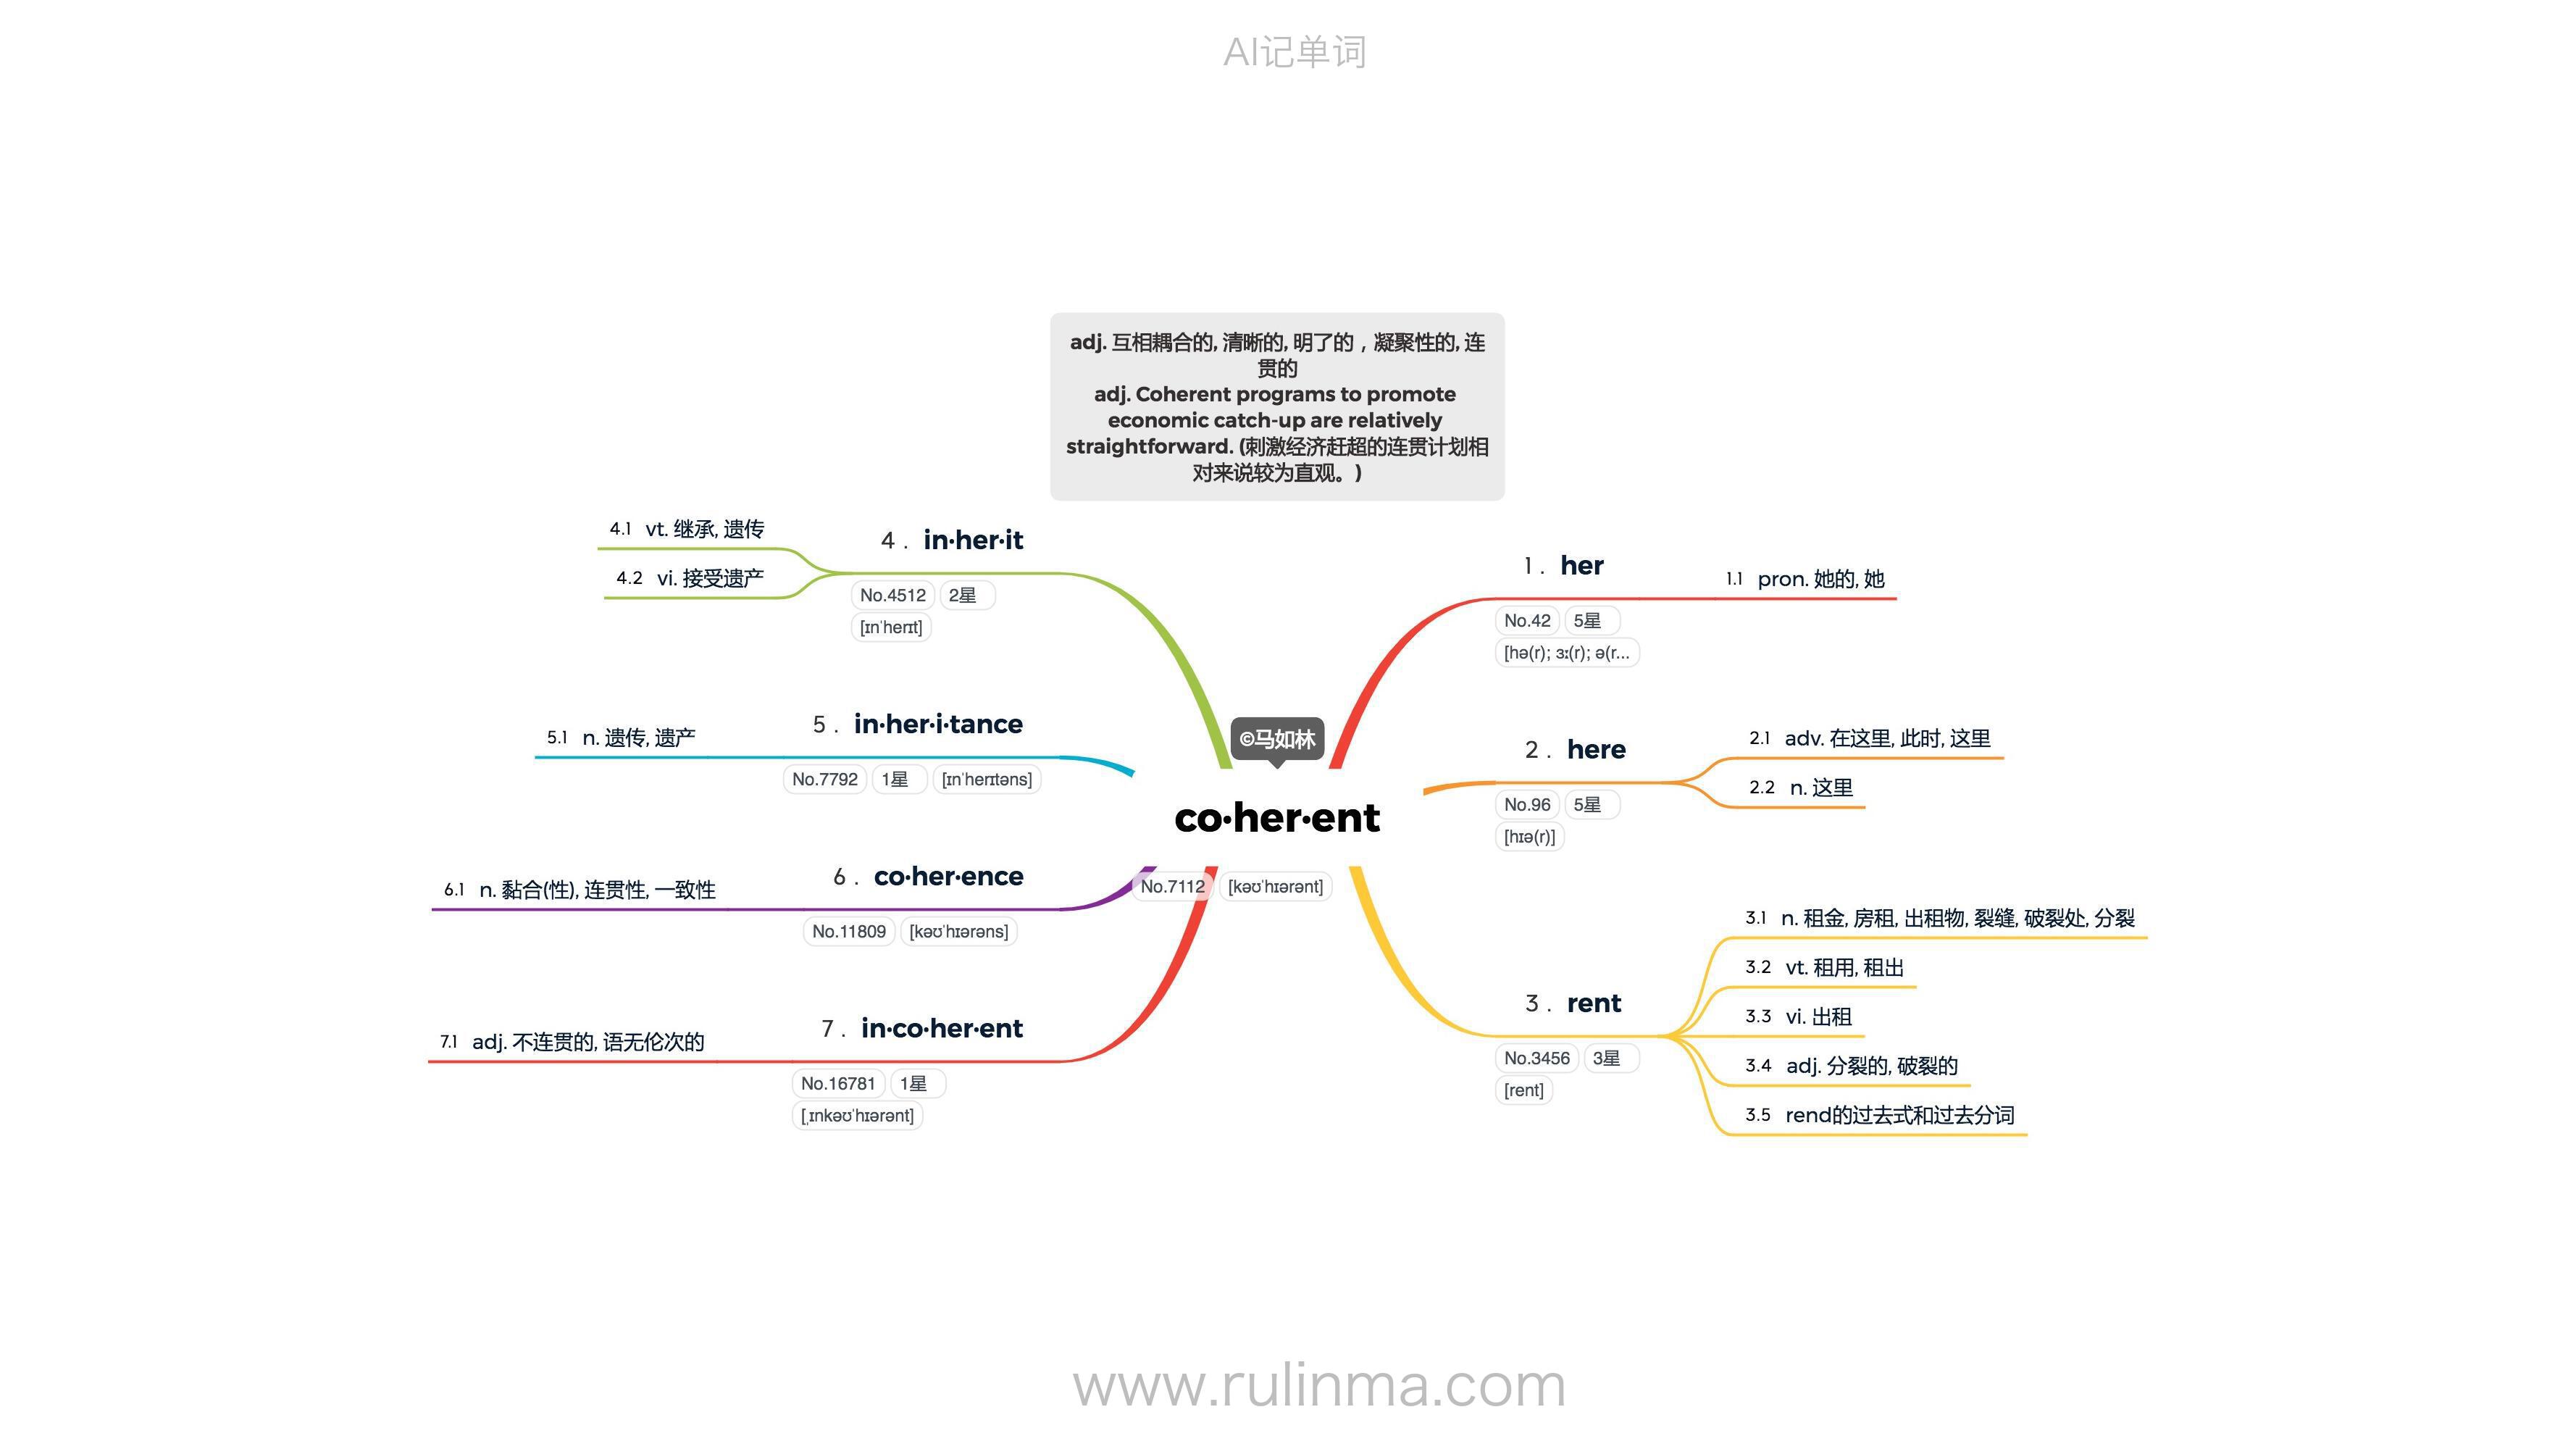 AI记单词
adj. 互相耦合的, 清晰的, 明了的，凝聚性的, 连
贯的
adj. Coherent programs to promote
economic catch-up are relatively
straightforward. (刺激经济赶超的连贯计划相
对来说较为直观。)
©马如林
co·her·ent
No.7112 [kəʊˈhɪərənt]
1. her
No.42 5星
[hə(r); ɜː(r); ə(r...
1.1 pron. 她的, 她
2. here
No.96 5星
[hɪə(r)]
2.1 adv. 在这里, 此时, 这里
2.2 n. 这里
3. rent
No.3456 3星
[rent]
3.1 n. 租金, 房租, 出租物, 裂缝, 破裂处, 分裂
3.2 vt. 租用, 租出
3.3 vi. 出租
3.4 adj. 分裂的, 破裂的
3.5 rend的过去式和过去分词
4. in·her·it
No.4512 2星
[ɪnˈherɪt]
4.1 vt. 继承, 遗传
4.2 vi. 接受遗产
5. in·her·i·tance
No.7792 1星 [ɪnˈherɪtəns]
5.1 n. 遗传, 遗产
6. co·her·ence
No.11809 [kəʊˈhɪərəns]
6.1 n. 黏合(性), 连贯性, 一致性
7. in·co·her·ent
No.16781 1星
[ˌɪnkəʊˈhɪərənt]
7.1 adj. 不连贯的, 语无伦次的
www.rulinma.com